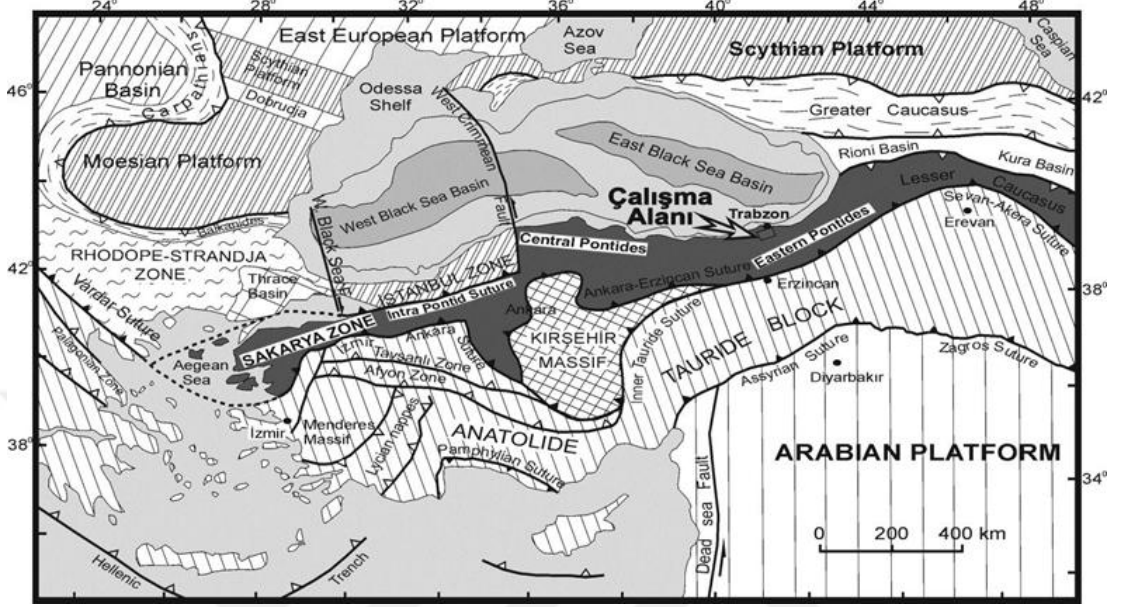 24°
28°
32°
36°
40°
44°
48°
East European Platform
Azov
Sea
Scythian Platform
Caspian
Sea
Pannonian
Basin
Carpathians
Scythian
Platform
Dobrudja
Odessa
Shelf
West Crimmean
Fault
46°
42°
Greater Caucasus
Moesian Platform
East Black Sea Basin
Rioni Basin
Kura Basin
West Black Sea Basin
W. Black Sea F.
Çalışma
Alanı
Trabzon
Lesser Caucasus
Sevan-Akera Suture
Erevan
Balkanides
Central Pontides
Eastern Pontides
RHODOPE-STRANDJA
ZONE
42°
38°
Thrace
Basin
İSTANBUL ZONE
Intra Pontid Suture
Ankara-Erzincan Suture
Erzincan
Vardar Suture
Ankara
SAKARYA ZONE
İzmir Ankara Suture
KIRŞEHİR
MASSIF
Inner Tauride Suture
TAURIDE BLOCK
Palagonian Zone
Aegean
Sea
Tavşanlı Zone
Afyon Zone
Assyrian Suture
Zagros Suture
Diyarbakır
İzmir
Menderes
Massif
Lycian nappes
ANATOLIDE
Pamphylian Suture
38°
34°
ARABIAN PLATFORM
Dead sea Fault
0 200 400 km
Hellenic Trench